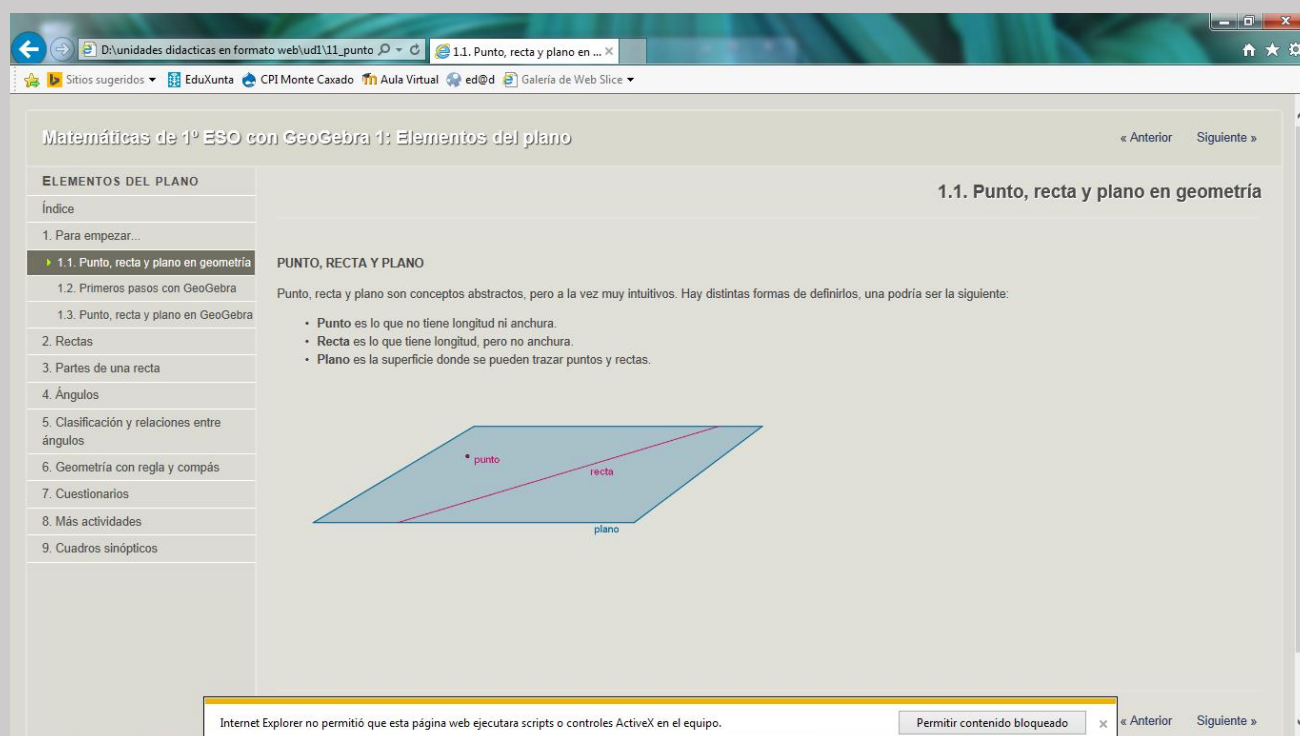 D:\unidades didacticas en formato web\ud1\11_punto
1.1. Punto, recta y plano en ...
Sitios sugeridos
EduXunta
CPI Monte Caxado
Aula Virtual
ed@d
Galería de Web Slice
Matemáticas de 1º ESO con GeoGebra 1: Elementos del plano
« Anterior Siguiente »
ELEMENTOS DEL PLANO
Índice
1. Para empezar...
1.1. Punto, recta y plano en geometría
1.2. Primeros pasos con GeoGebra
1.3. Punto, recta y plano en GeoGebra
2. Rectas
3. Partes de una recta
4. Ángulos
5. Clasificación y relaciones entre
ángulos
6. Geometría con regla y compás
7. Cuestionarios
8. Más actividades
9. Cuadros sinópticos
1.1. Punto, recta y plano en geometría
PUNTO, RECTA Y PLANO
Punto, recta y plano son conceptos abstractos, pero a la vez muy intuitivos. Hay distintas formas de definirlos, una podría ser la siguiente:
• Punto es lo que no tiene longitud ni anchura.
• Recta es lo que tiene longitud, pero no anchura.
• Plano es la superficie donde se pueden trazar puntos y rectas.
punto
recta
plano
Internet Explorer no permitió que esta página web ejecutara scripts o controles ActiveX en el equipo.
Permitir contenido bloqueado
« Anterior Siguiente »